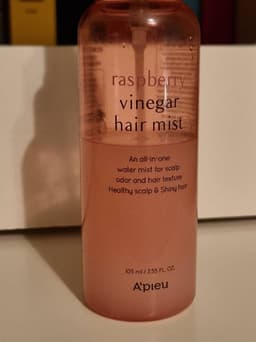 raspberry
vinegar
hair mist
An all-in-one
water mist for scalp
odor and hair texture
Healthy scalp & Shiny hair
105 ml / 3.55 FL. OZ.
A'pieu